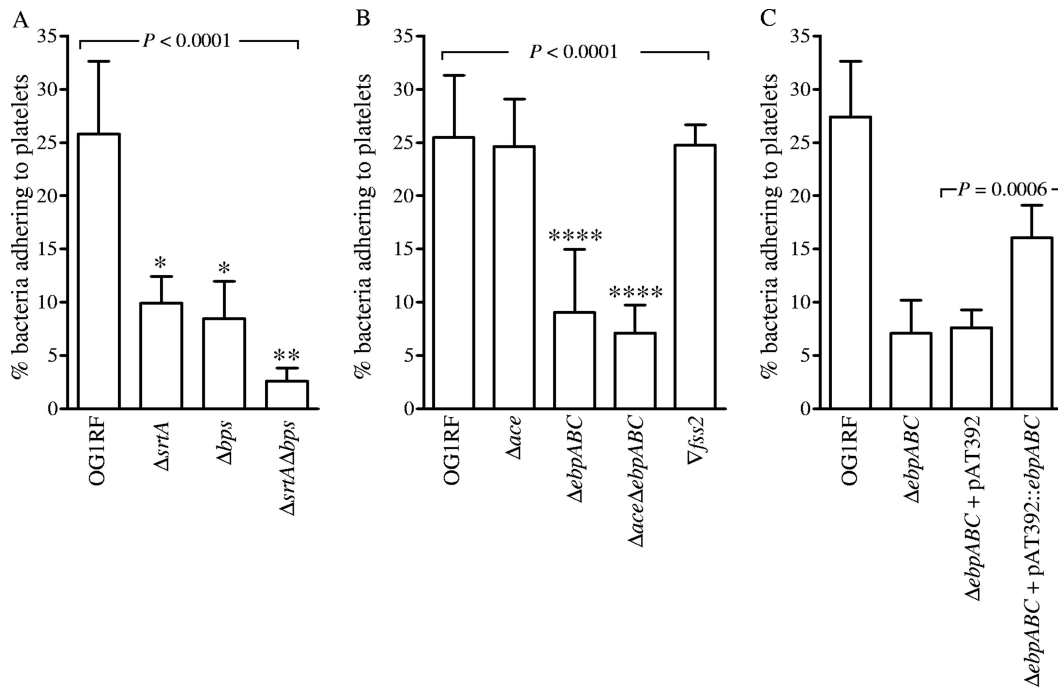 A
P < 0.0001
% bacteria adhering to platelets
35
30
25
20
15
10
5
0
*
*
**
OG1RF
ΔsrtA
Δbps
ΔsrtAΔbps
B
P < 0.0001
% bacteria adhering to platelets
35
30
25
20
15
10
5
0
****
****
OG1RF
Δace
ΔebpABC
ΔaceΔebpABC
∇fss2
C
P = 0.0006
% bacteria adhering to platelets
35
30
25
20
15
10
5
0
OG1RF
ΔebpABC
ΔebpABC + pAT392
ΔebpABC + pAT392::ebpABC